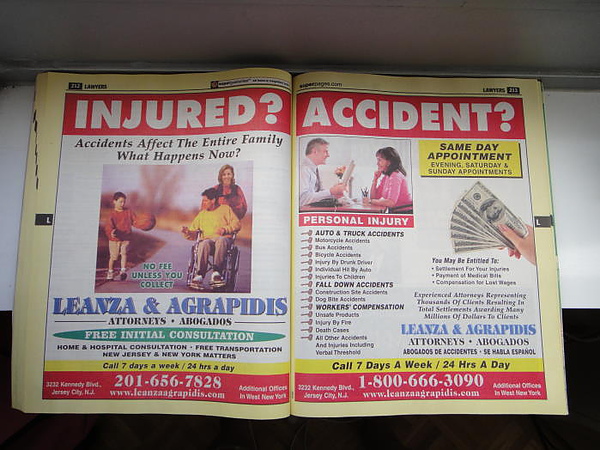 212 LAWYERS
INJURED?
Accidents Affect The Entire Family
What Happens Now?
NO FEE
UNLESS YOU
COLLECT
LEANZA & AGRAPIDIS
ATTORNEYS • ABOGADOS
FREE INITIAL CONSULTATION
HOME & HOSPITAL CONSULTATION • FREE TRANSPORTATION
NEW JERSEY & NEW YORK MATTERS
Call 7 days a week / 24 hrs a day
3232 Kennedy Blvd.,
Jersey City, N.J.
201-656-7828
www.leanzaagrapidis.com
Additional Offices
In West New York
L
superpages.com
LAWYERS 213
ACCIDENT?
SAME DAY
APPOINTMENT
EVENING, SATURDAY &
SUNDAY APPOINTMENTS
PERSONAL INJURY
AUTO & TRUCK ACCIDENTS
Motorcycle Accidents
Bus Accidents
Bicycle Accidents
Injury By Drunk Driver
Individual Hit By Auto
Injuries To Children
FALL DOWN ACCIDENTS
Construction Site Accidents
Dog Bite Accidents
WORKERS' COMPENSATION
Unsafe Products
Injury By Fire
Death Cases
All Other Accidents
And Injuries Including
Verbal Threshold
You May Be Entitled To:
• Settlement For Your Injuries
• Payment of Medical Bills
• Compensation for Lost Wages
Experienced Attorneys Representing
Thousands Of Clients Resulting In
Total Settlements Awarding Many
Millions Of Dollars To Clients
LEANZA & AGRAPIDIS
ATTORNEYS • ABOGADOS
ABOGADOS DE ACCIDENTES • SE HABLA ESPAÑOL
Call 7 Days A Week / 24 Hrs A Day
3232 Kennedy Blvd.,
Jersey City, N.J.
1-800-666-3090
www.leanzaagrapidis.com
Additional Offices
In West New York
L